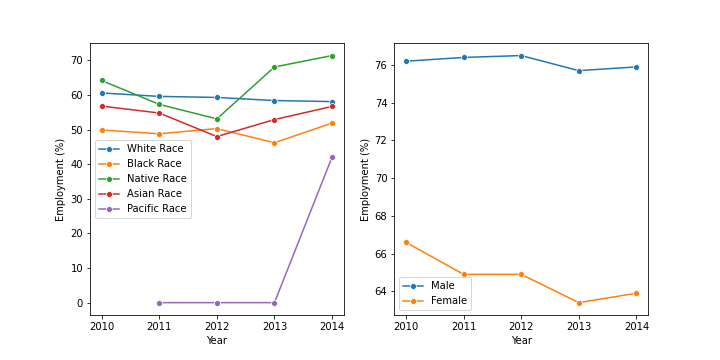 Employment (%)
70
60
50
40
30
20
10
0
White Race
Black Race
Native Race
Asian Race
Pacific Race
2010 2011 2012 2013 2014
Year
Employment (%)
76
74
72
70
68
66
64
Male
Female
2010 2011 2012 2013 2014
Year